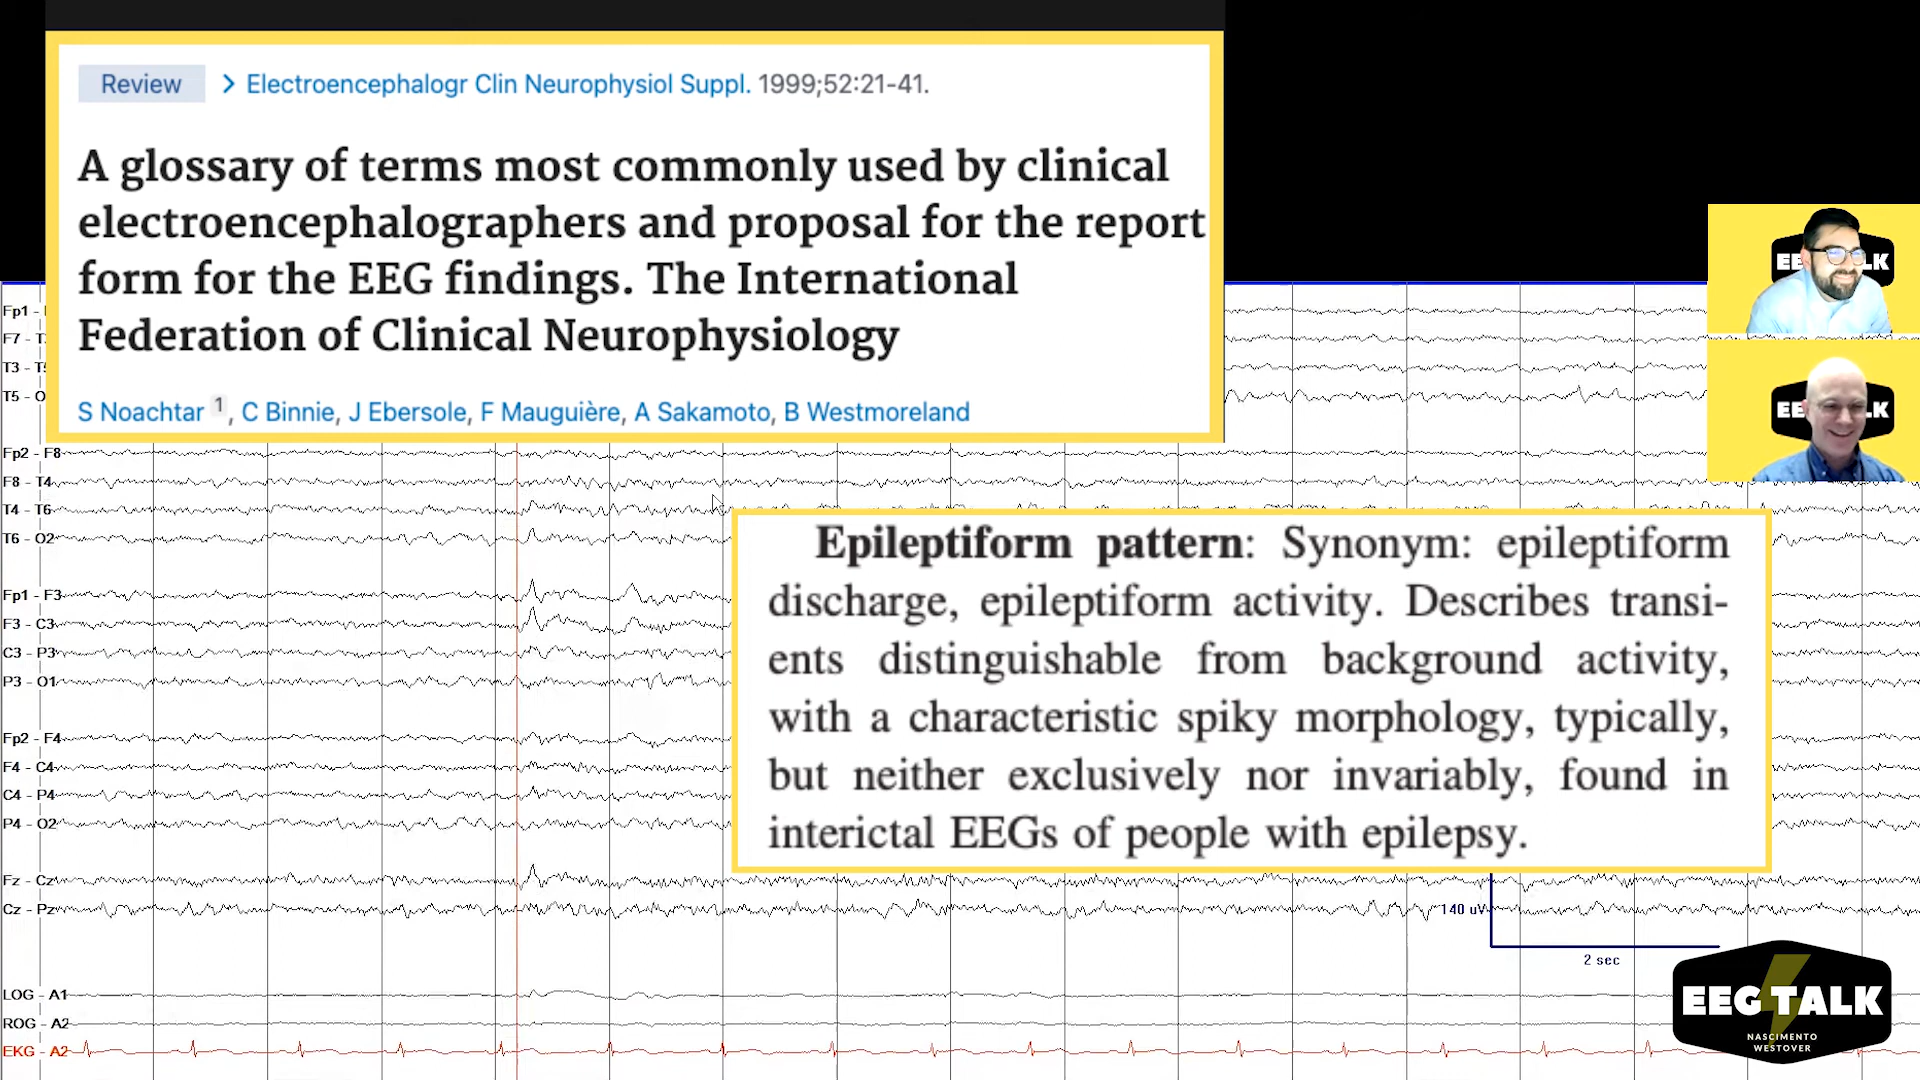 Review > Electroencephalogr Clin Neurophysiol Suppl. 1999;52:21-41.
A glossary of terms most commonly used by clinical
electroencephalographers and proposal for the report
form for the EEG findings. The International
Federation of Clinical Neurophysiology
S Noachtar 1, C Binnie, J Ebersole, F Mauguière, A Sakamoto, B Westmoreland
Fp1 -
F7 -
T3 -
T5 -
Fp2 - F8
F8 - T4
T4 - T6
T6 - O2
Fp1 - F3
F3 - C3
C3 - P3
P3 - O1
Fp2 - F4
F4 - C4
C4 - P4
P4 - O2
Fz - Cz
Cz - Pz
LOG - A1
ROG - A2
EKG - A2
Epileptiform pattern: Synonym: epileptiform
discharge, epileptiform activity. Describes transi-
ents distinguishable from background activity,
with a characteristic spiky morphology, typically,
but neither exclusively nor invariably, found in
interictal EEGs of people with epilepsy.
140 uV
2 sec
EEG TALK
NASCIMENTO
WESTOVER